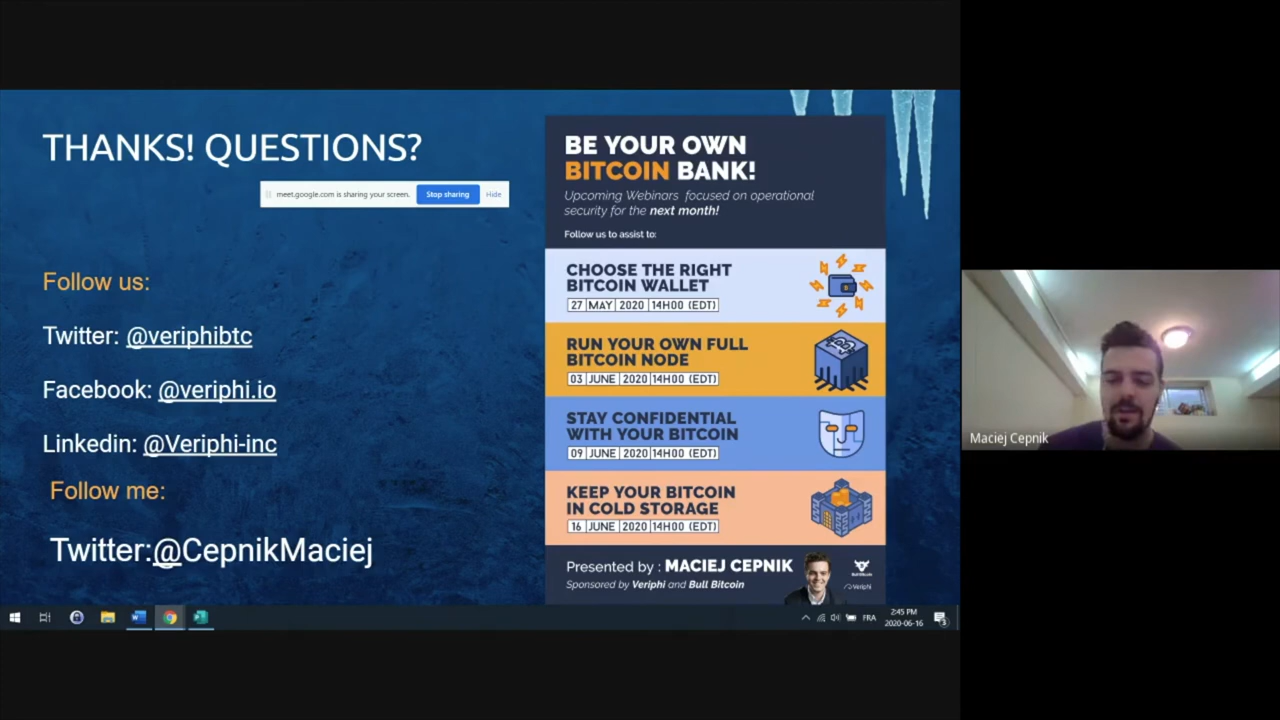 THANKS! QUESTIONS?
meet.google.com is sharing your screen.
Stop sharing
Hide
Follow us:
Twitter: @veriphibtc
Facebook: @veriphi.io
Linkedin: @Veriphi-inc
Follow me:
Twitter:@CepnikMaciej
BE YOUR OWN
BITCOIN BANK!
Upcoming Webinars focused on operational
security for the next month!
Follow us to assist to:
CHOOSE THE RIGHT
BITCOIN WALLET
27 MAY 2020 14H00 (EDT)
RUN YOUR OWN FULL
BITCOIN NODE
03 JUNE 2020 14H00 (EDT)
STAY CONFIDENTIAL
WITH YOUR BITCOIN
09 JUNE 2020 14H00 (EDT)
KEEP YOUR BITCOIN
IN COLD STORAGE
16 JUNE 2020 14H00 (EDT)
Presented by : MACIEJ CEPNIK
Sponsored by Veriphi and Bull Bitcoin
Bull Bitcoin
Veriphi
FRA
2:45 PM
2020-06-16
3
Maciej Cepnik